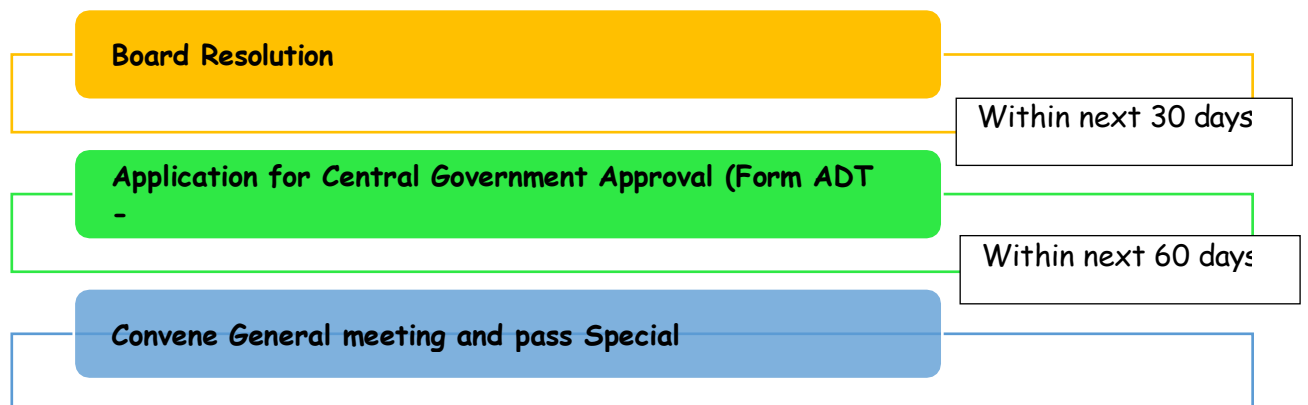 Board Resolution
Within next 30 days
Application for Central Government Approval (Form ADT
-
Within next 60 days
Convene General meeting and pass Special